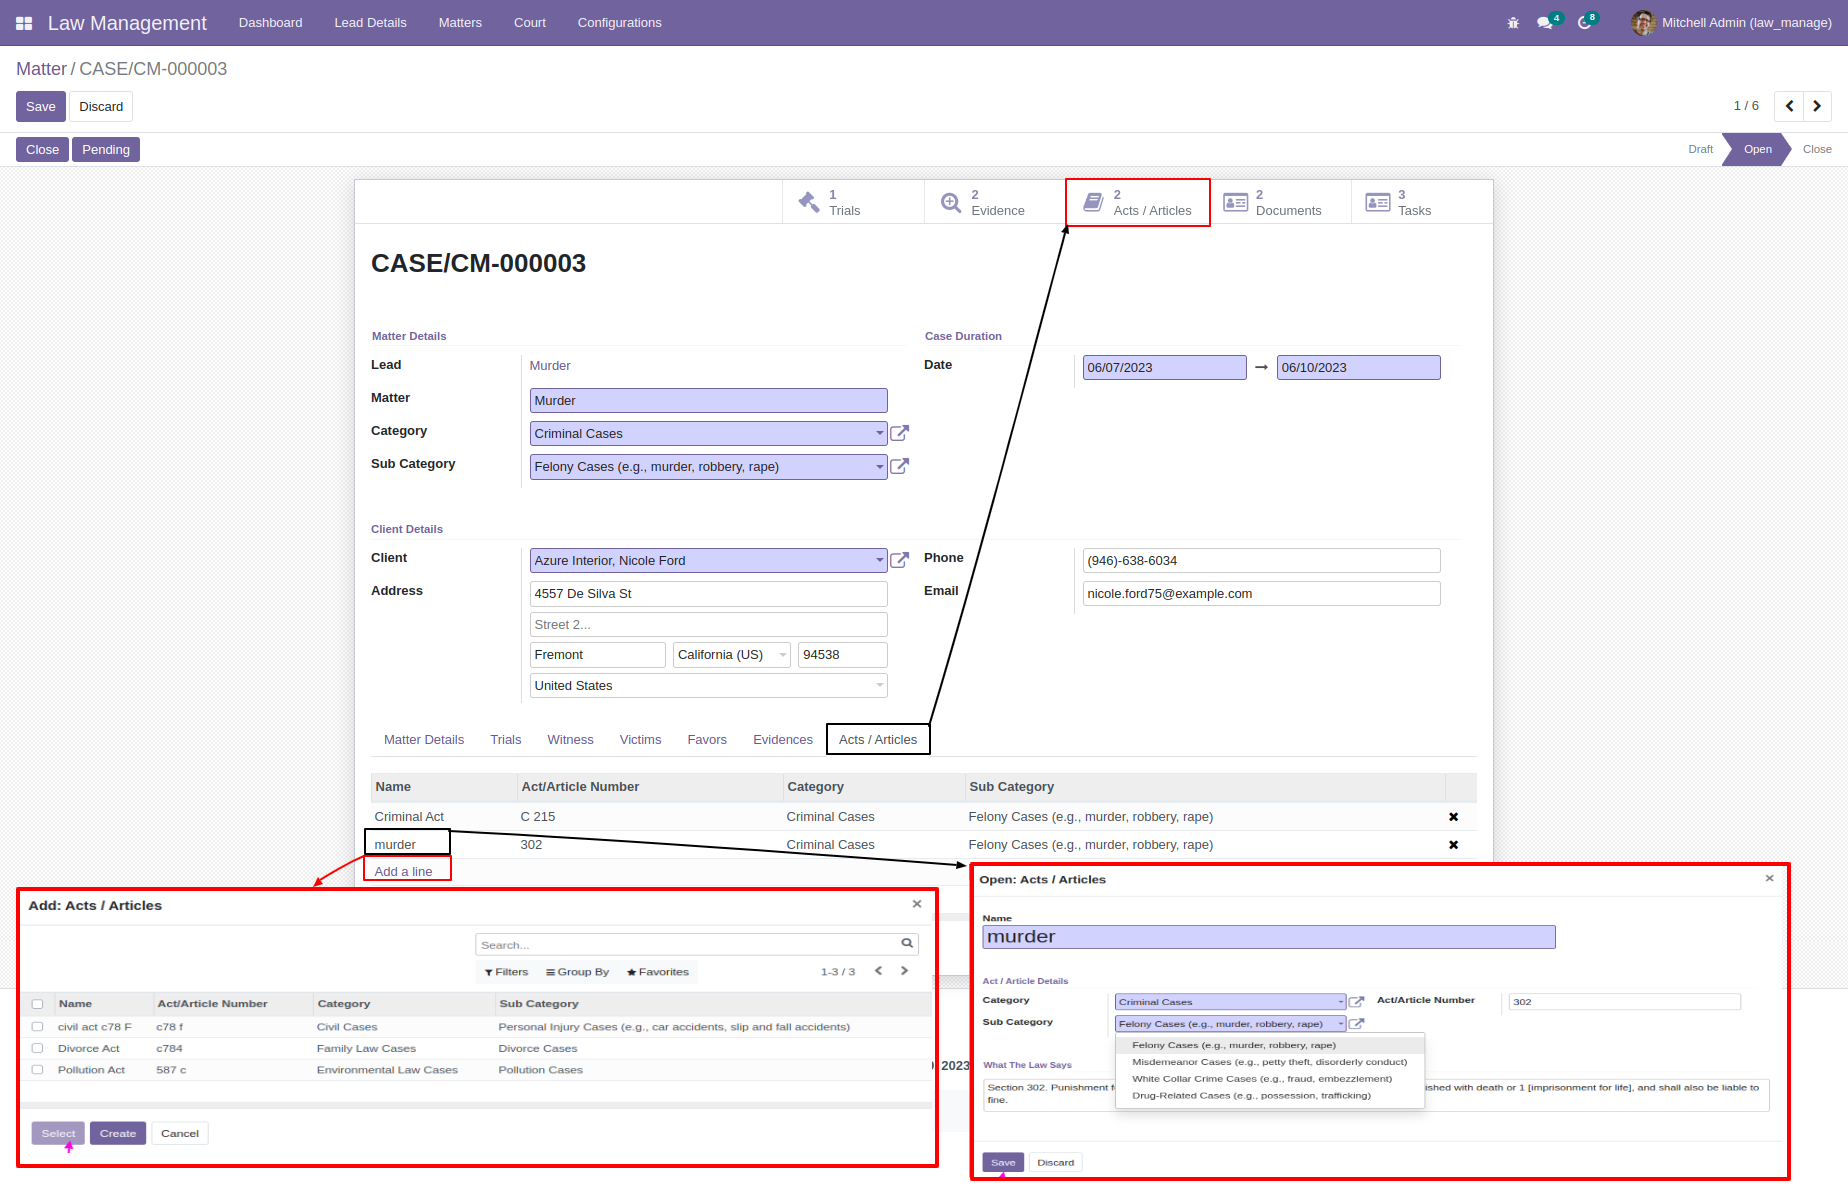 Law Management Dashboard Lead Details Matters Court Configurations 4 8 Mitchell Admin (law_manage)
Matter / CASE/CM-000003
Save Discard 1 / 6
Close Pending Draft Open Close
1 Trials 2 Evidence 2 Acts / Articles 2 Documents 3 Tasks
CASE/CM-000003
Matter Details Case Duration
Lead Murder Date 06/07/2023 → 06/10/2023
Matter Murder
Category Criminal Cases
Sub Category Felony Cases (e.g., murder, robbery, rape)
Client Details
Client Azure Interior, Nicole Ford Phone (946)-638-6034
Address 4557 De Silva St Email nicole.ford75@example.com
Street 2...
Fremont California (US) 94538
United States
Matter Details Trials Witness Victims Favors Evidences Acts / Articles
Name Act/Article Number Category Sub Category
Criminal Act C 215 Criminal Cases Felony Cases (e.g., murder, robbery, rape)
murder 302 Criminal Cases Felony Cases (e.g., murder, robbery, rape)
Add a line
Add: Acts / Articles
Search...
Filters Group By Favorites 1-3 / 3
Name Act/Article Number Category Sub Category
civil act c78 F c78 f Civil Cases Personal Injury Cases (e.g., car accidents, slip and fall accidents)
Divorce Act c784 Family Law Cases Divorce Cases
Pollution Act 587 c Environmental Law Cases Pollution Cases
Select Create Cancel
2023
Open: Acts / Articles
Name
murder
Act / Article Details
Category Criminal Cases Act/Article Number 302
Sub Category Felony Cases (e.g., murder, robbery, rape)
Felony Cases (e.g., murder, robbery, rape)
Misdemeanor Cases (e.g., petty theft, disorderly conduct)
White Collar Crime Cases (e.g., fraud, embezzlement)
Drug-Related Cases (e.g., possession, trafficking)
What The Law Says
Section 302. Punishment f ished with death or 1 [imprisonment for life], and shall also be liable to
fine.
Save Discard